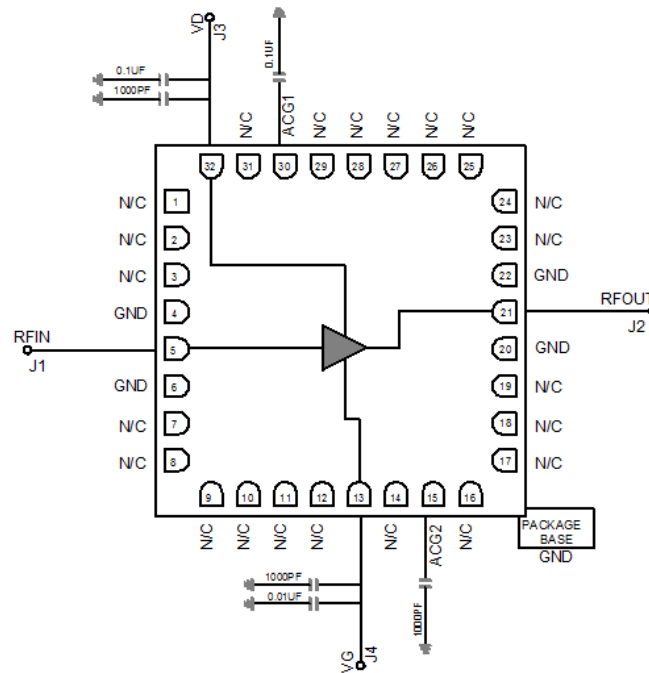 VD
J3
0.1UF
1000PF
0.1UF
N/C
ACG1
N/C
N/C
N/C
N/C
N/C
32
31
30
29
28
27
26
25
N/C
1
24
N/C
N/C
2
23
N/C
N/C
3
22
GND
GND
4
21
RFOUT
J2
RFIN
J1
5
20
GND
GND
6
19
N/C
N/C
7
18
N/C
N/C
8
17
N/C
9
10
11
12
13
14
15
16
N/C
N/C
N/C
N/C
N/C
ACG2
N/C
PACKAGE
BASE
GND
1000PF
0.01UF
1000PF
VG
J4